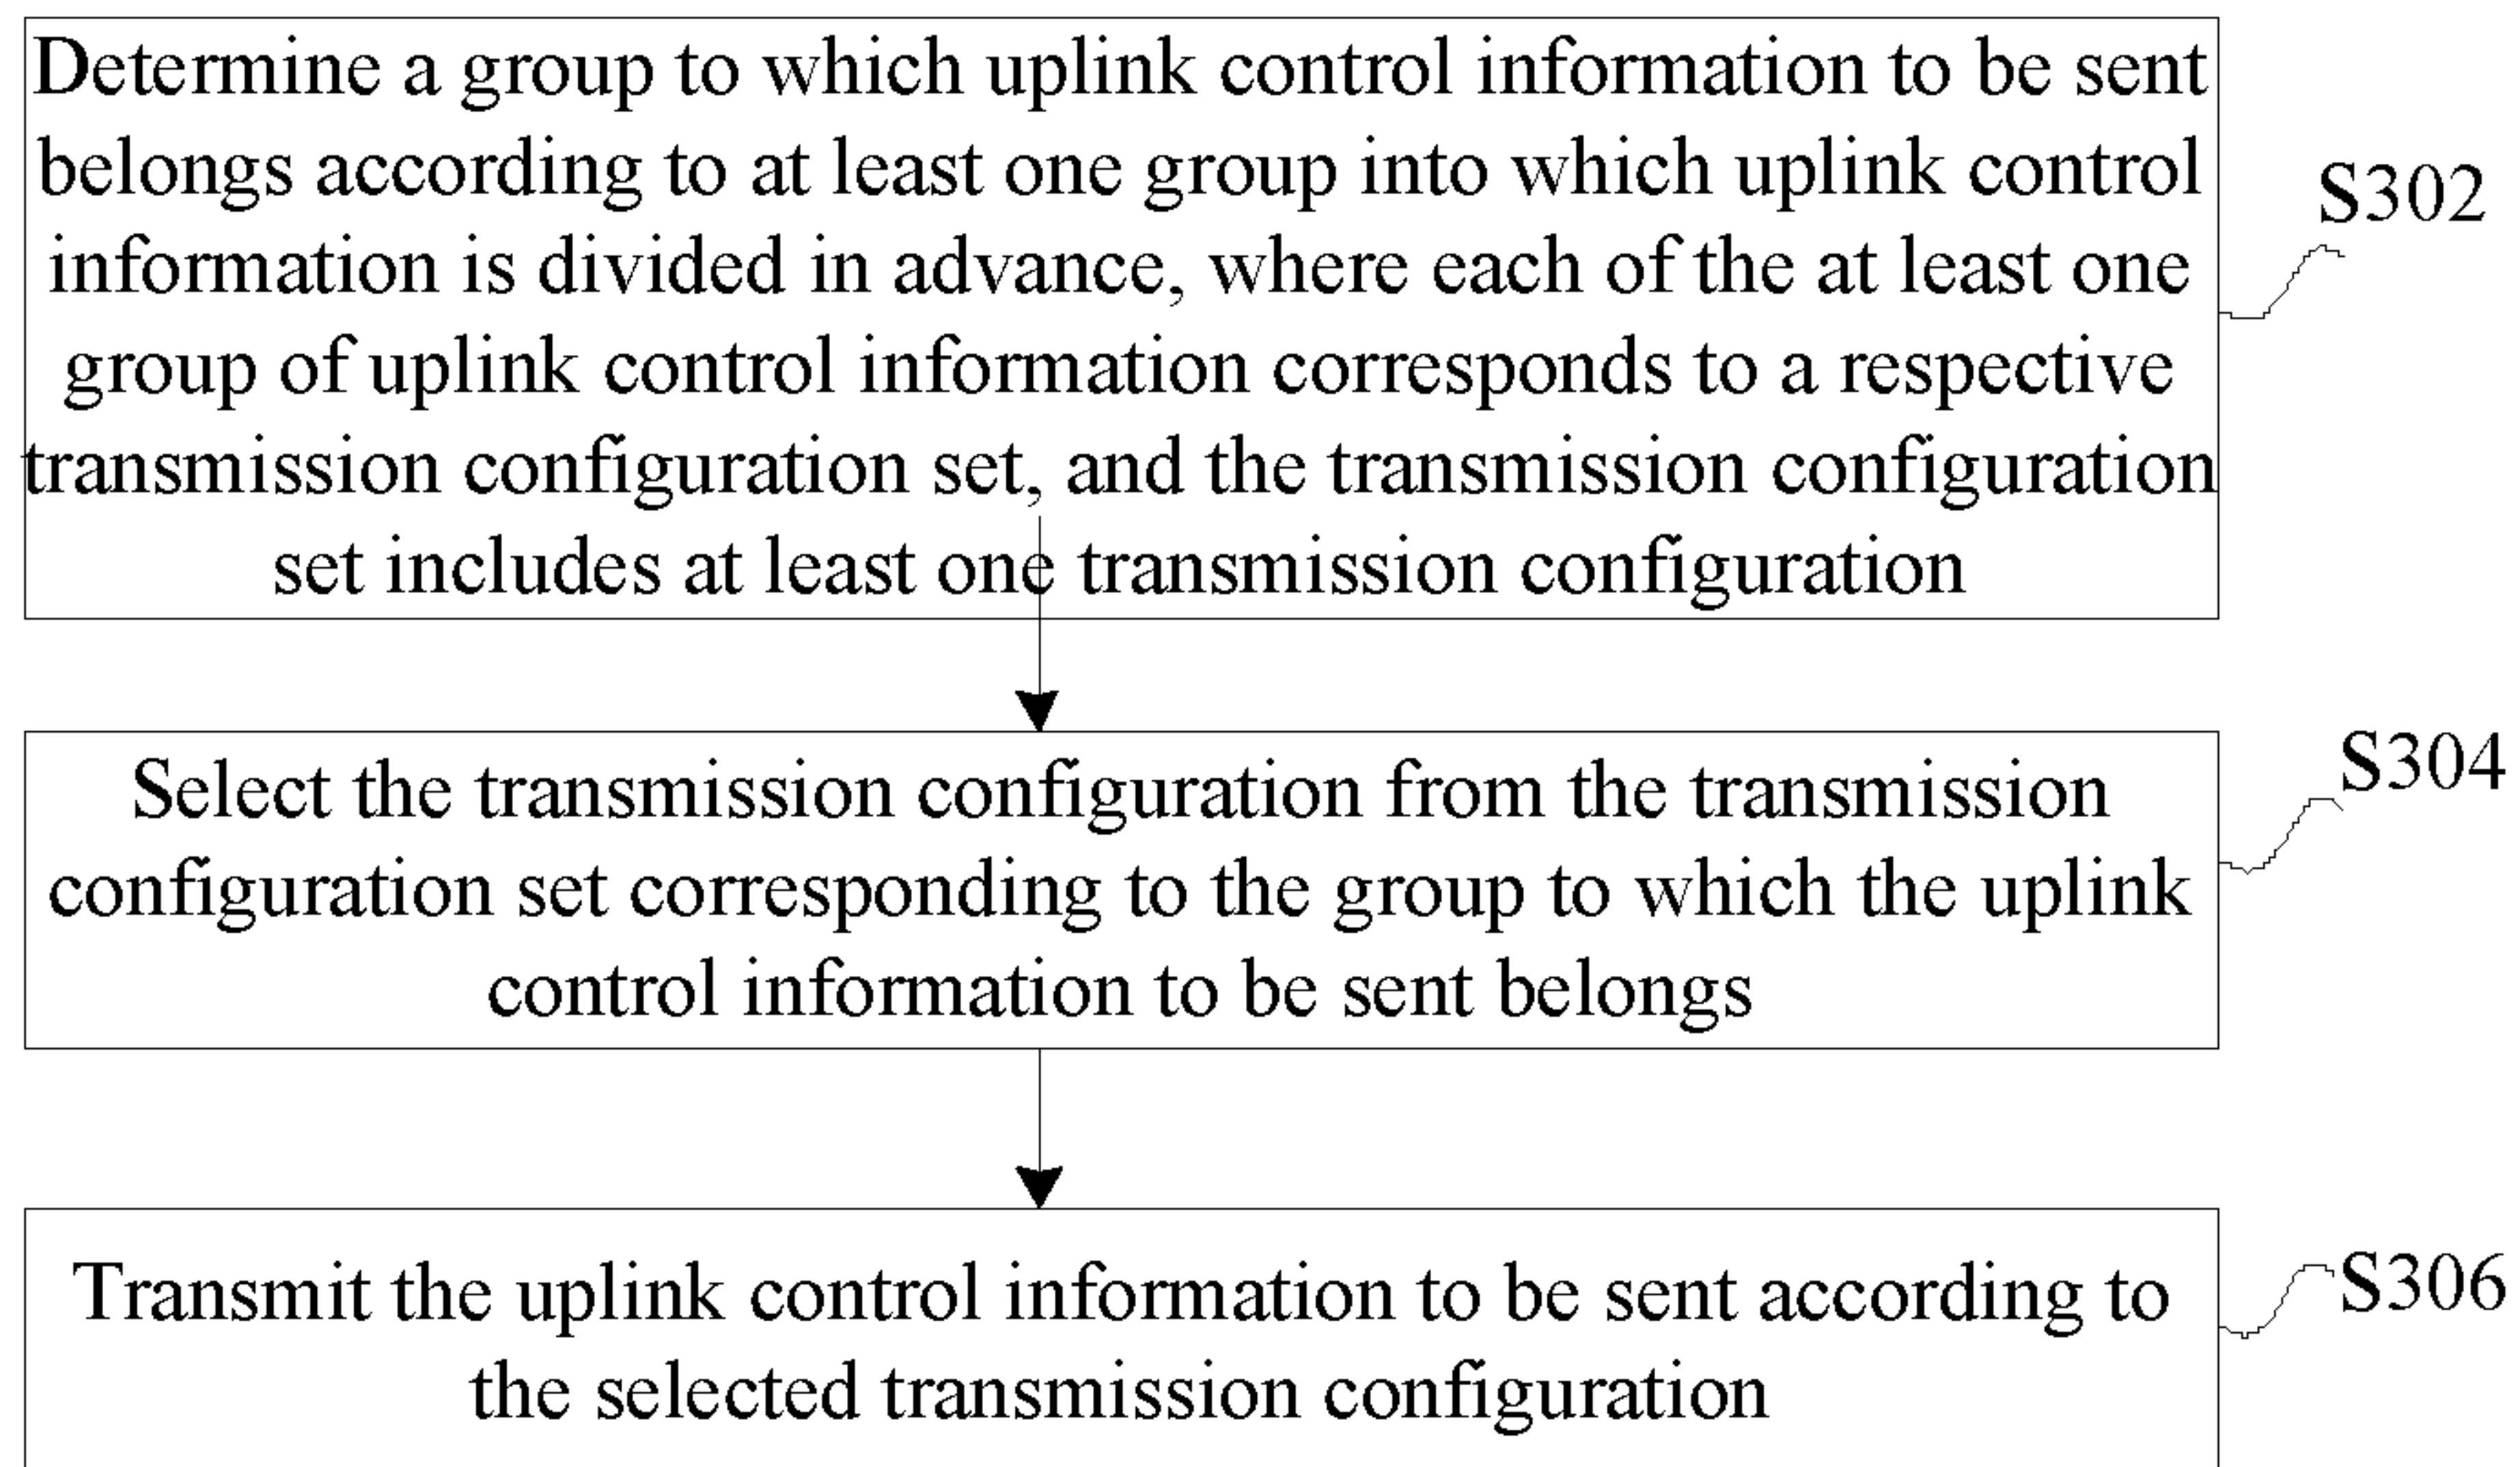 Determine a group to which uplink control information to be sent
belongs according to at least one group into which uplink control
information is divided in advance, where each of the at least one
group of uplink control information corresponds to a respective
transmission configuration set, and the transmission configuration
set includes at least one transmission configuration
S302
Select the transmission configuration from the transmission
configuration set corresponding to the group to which the uplink
control information to be sent belongs
S304
Transmit the uplink control information to be sent according to
the selected transmission configuration
S306